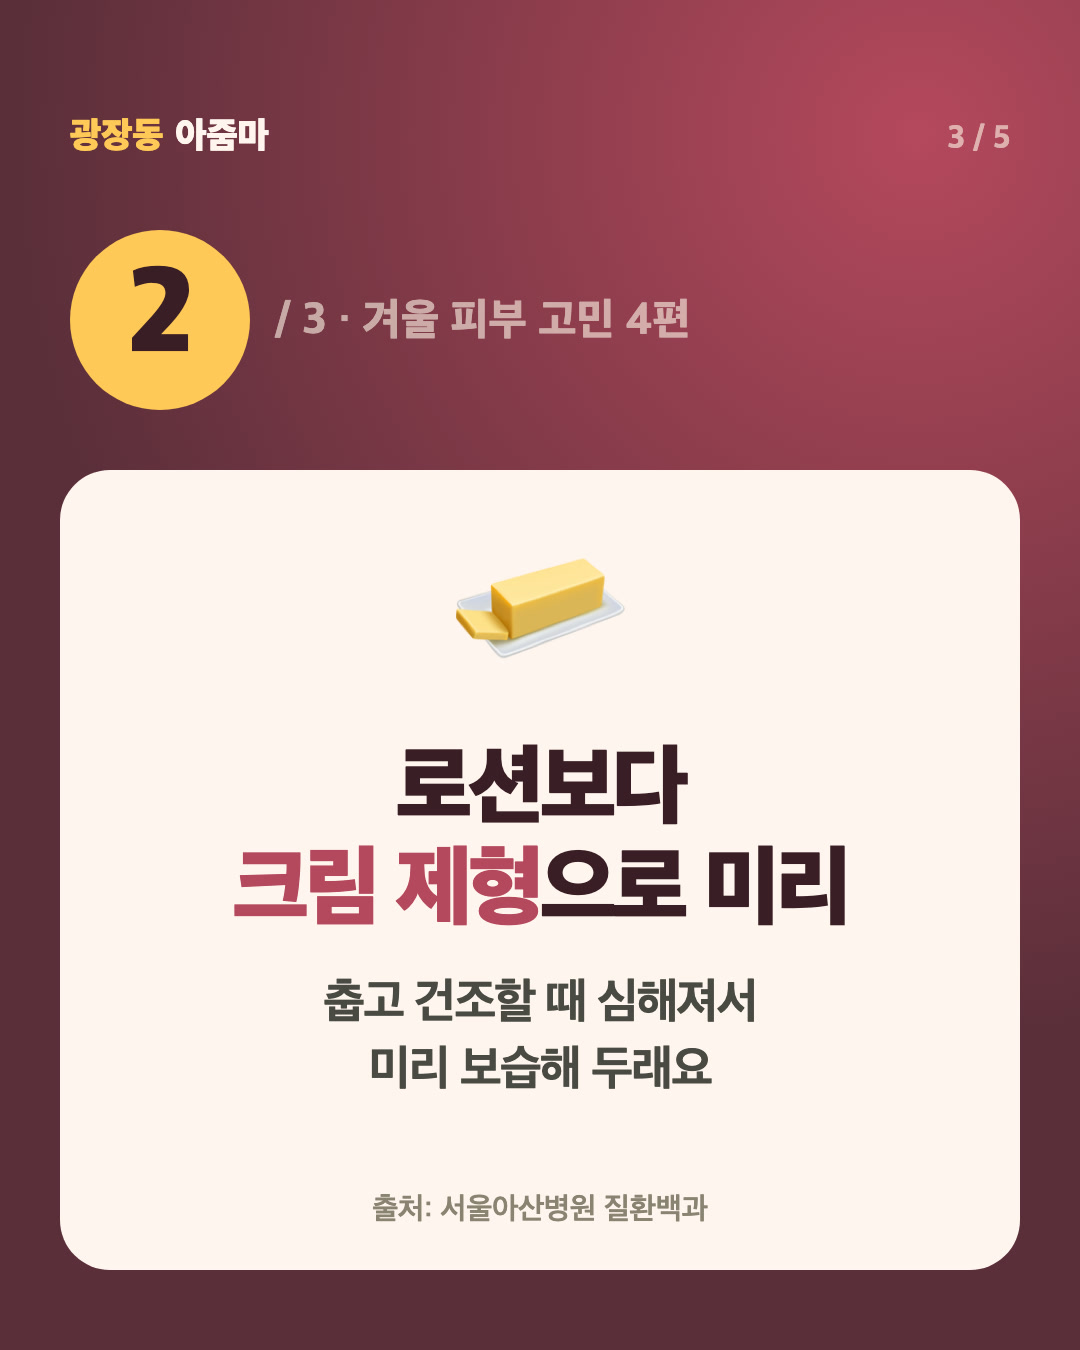 광장동 아줌마
3 / 5
2 / 3 · 겨울 피부 고민 4편
로션보다
크림 제형으로 미리
춥고 건조할 때 심해져서
미리 보습해 두래요
출처: 서울아산병원 질환백과